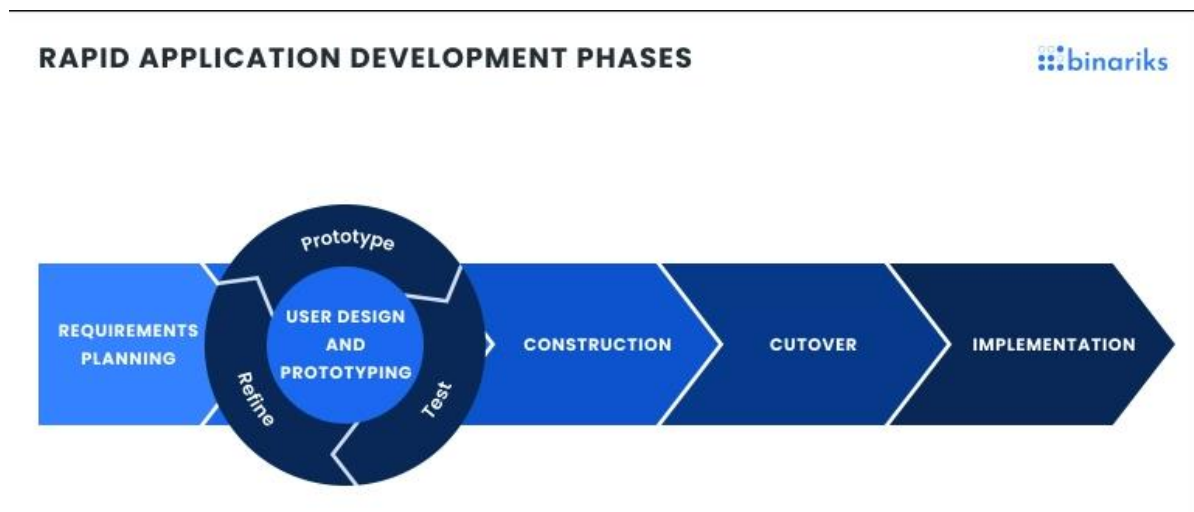 RAPID APPLICATION DEVELOPMENT PHASES
binariks
REQUIREMENTS
PLANNING
Prototype
USER DESIGN
AND
PROTOTYPING
Refine
Test
CONSTRUCTION
CUTOVER
IMPLEMENTATION